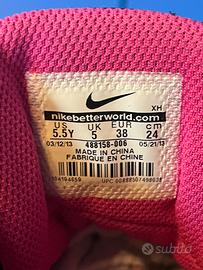 XH
nikebetterworld.com
US UK EUR cm
5.5Y 5 38 24
03/12/13 488158-006 05/21/13
MADE IN CHINA
FABRIQUÉ EN CHINE
subito